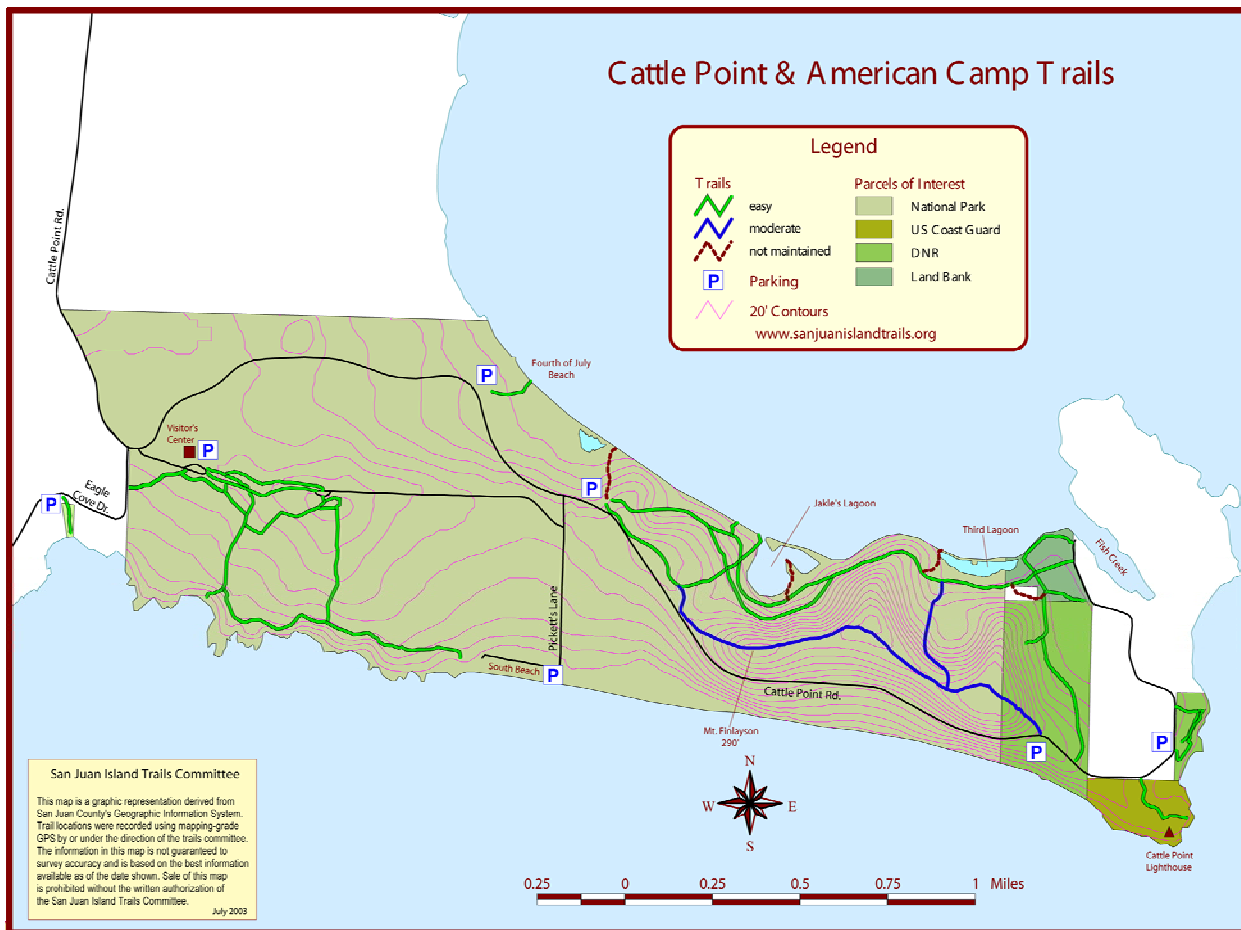 Cattle Point & American Camp Trails
Legend
Trails
easy
moderate
not maintained
P Parking
20' Contours
Parcels of Interest
National Park
US Coast Guard
DNR
Land Bank
www.sanjuanislandtrails.org
Cattle Point Rd.
Fourth of July
Beach
P
Visitor's
Center
P
Eagle
Cove Dr.
P
P
Jakle's Lagoon
Third Lagoon
Fish Creek
Pickett's Lane
South Beach
P
Cattle Point Rd.
Mt. Finlayson
290'
P
P
Cattle Point
Lighthouse
N
W
E
S
0.25 0 0.25 0.5 0.75 1 Miles
San Juan Island Trails Committee
This map is a graphic representation derived from
San Juan County's Geographic Information System.
Trail locations were recorded using mapping-grade
GPS by or under the direction of the trails committee.
The information in this map is not guaranteed to
survey accuracy and is based on the best information
available as of the date shown. Sale of this map
is prohibited without the written authorization of
the San Juan Island Trails Committee.
July 2003